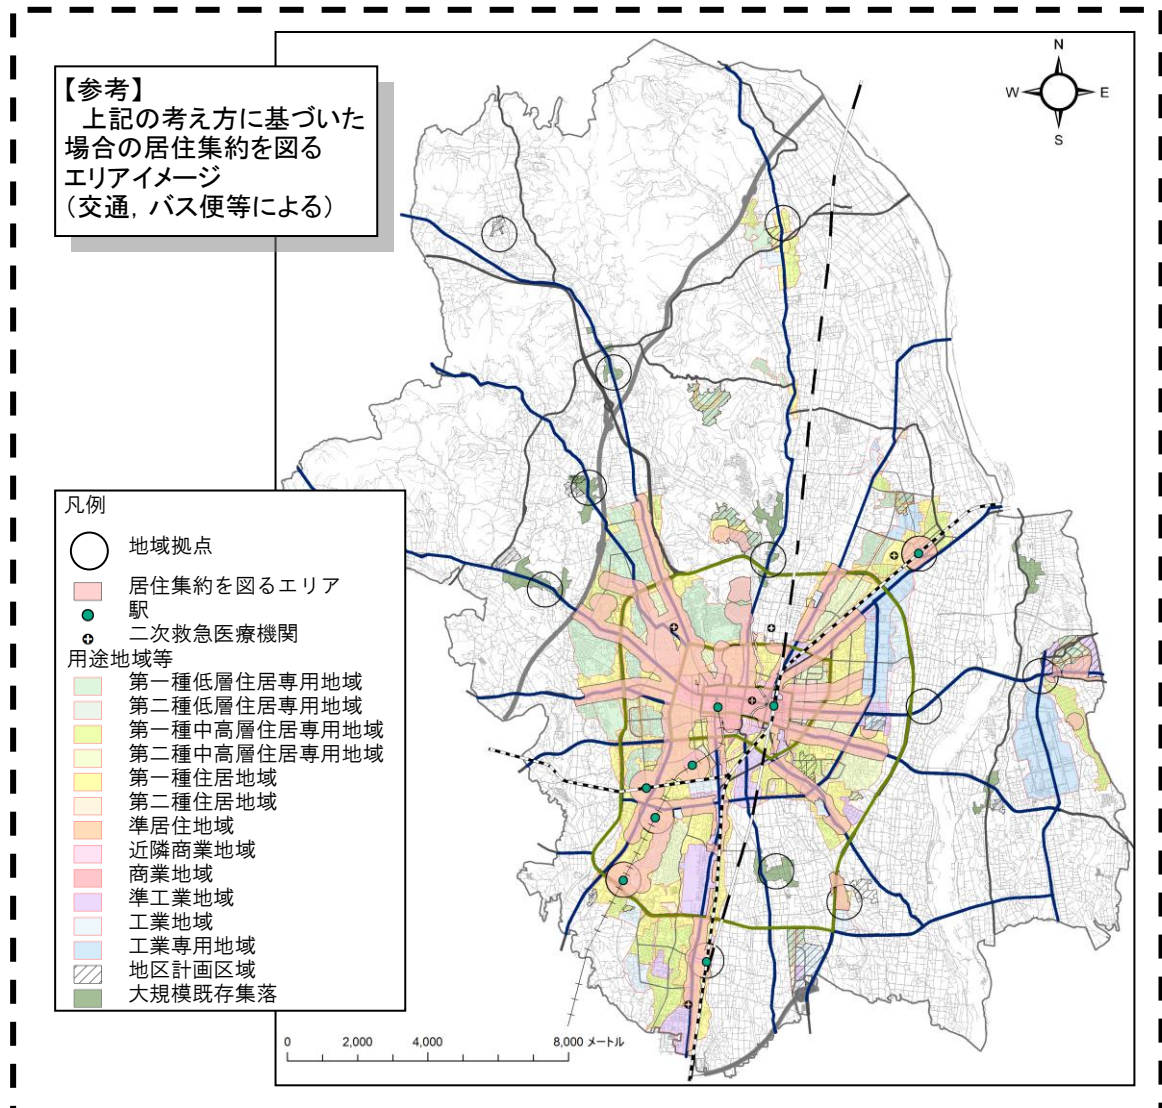 【参考】
上記の考え方に基づいた
場合の居住集約を図る
エリアイメージ
（交通，バス便等による）
N
W
E
S
凡例
地域拠点
居住集約を図るエリア
駅
二次救急医療機関
用途地域等
第一種低層住居専用地域
第二種低層住居専用地域
第一種中高層住居専用地域
第二種中高層住居専用地域
第一種住居地域
第二種住居地域
準居住地域
近隣商業地域
商業地域
準工業地域
工業地域
工業専用地域
地区計画区域
大規模既存集落
0 2,000 4,000 8,000 メートル